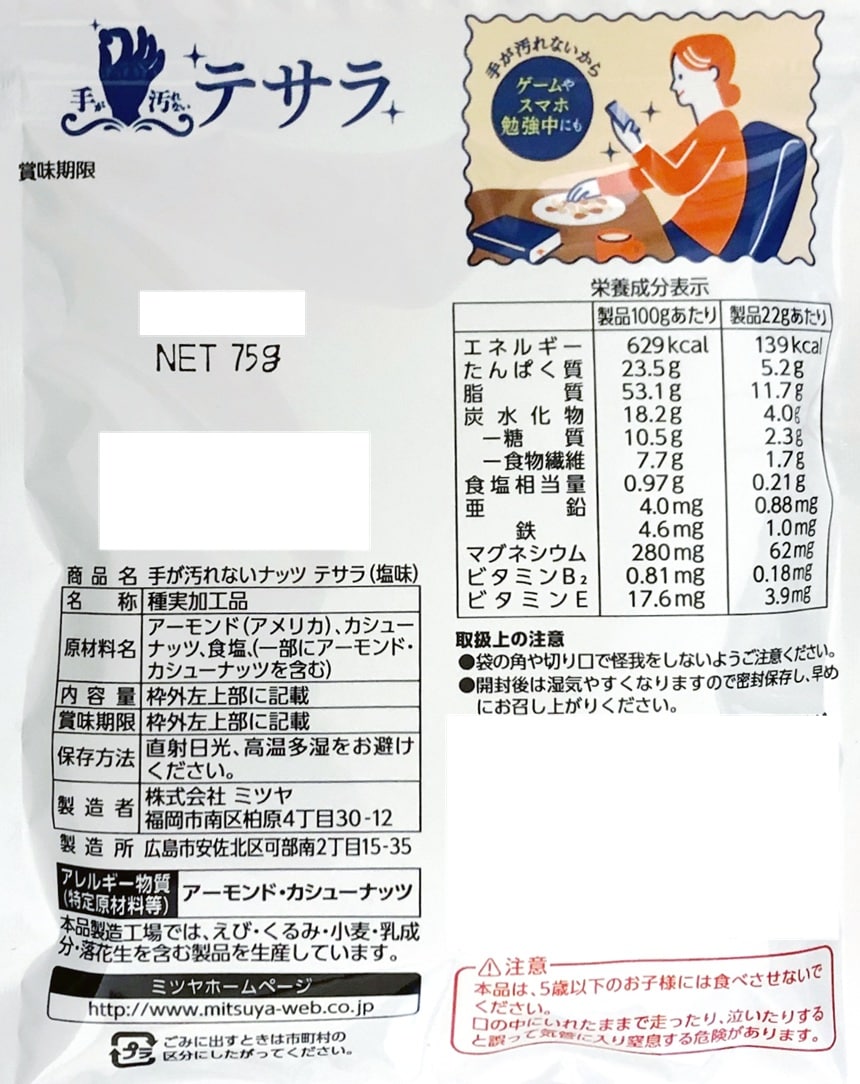 手が汚れない テサラ
賞味期限
NET 75g
手が汚れないから
ゲームや
スマホ
勉強中にも
商品名 手が汚れないナッツ テサラ(塩味)
名称 種実加工品
原材料名 アーモンド(アメリカ)、カシュー
ナッツ、食塩、(一部にアーモンド・
カシューナッツを含む)
内容量 枠外左上部に記載
賞味期限 枠外左上部に記載
保存方法 直射日光、高温多湿をお避け
ください。
製造者 株式会社 ミツヤ
福岡市南区柏原4丁目30-12
製造所 広島市安佐北区可部南2丁目15-35
アレルギー物質
(特定原材料等) アーモンド・カシューナッツ
本品製造工場では、えび・くるみ・小麦・乳成
分・落花生を含む製品を生産しています。
ミツヤホームページ
http://www.mitsuya-web.co.jp
プラ
ごみに出すときは市町村の
区分にしたがってください。
栄養成分表示
製品100gあたり 製品22gあたり
エネルギー 629kcal 139kcal
たんぱく質 23.5g 5.2g
脂質 53.1g 11.7g
炭水化物 18.2g 4.0g
－糖質 10.5g 2.3g
－食物繊維 7.7g 1.7g
食塩相当量 0.97g 0.21g
亜鉛 4.0mg 0.88mg
鉄 4.6mg 1.0mg
マグネシウム 280mg 62mg
ビタミンB2 0.81mg 0.18mg
ビタミンE 17.6mg 3.9mg
取扱上の注意
●袋の角や切り口で怪我をしないようご注意ください。
●開封後は湿気やすくなりますので密封保存し、早め
にお召し上がりください。
⚠注意
本品は、5歳以下のお子様には食べさせないで
ください。
口の中にいれたままで走ったり、泣いたりする
と誤って気管に入り窒息する危険があります。